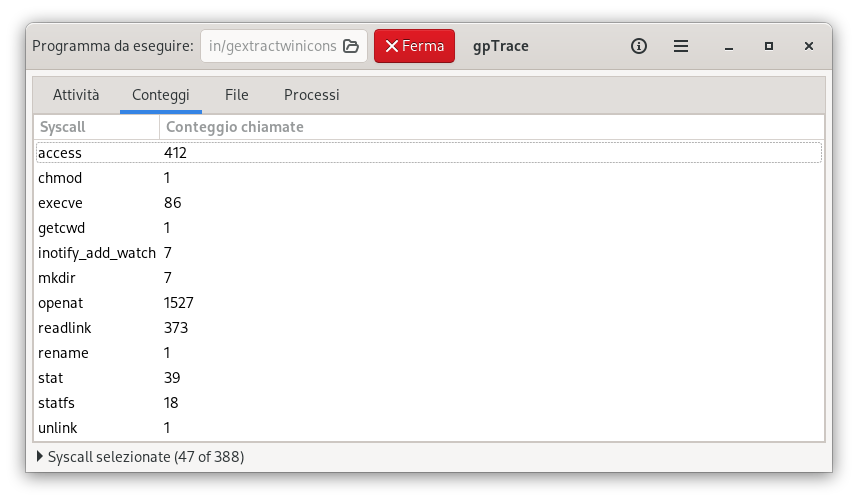 Programma da eseguire: in/gextractwinicons Ferma gpTrace
Attività Conteggi File Processi
Syscall Conteggio chiamate
access 412
chmod 1
execve 86
getcwd 1
inotify_add_watch 7
mkdir 7
openat 1527
readlink 373
rename 1
stat 39
statfs 18
unlink 1
Syscall selezionate (47 of 388)